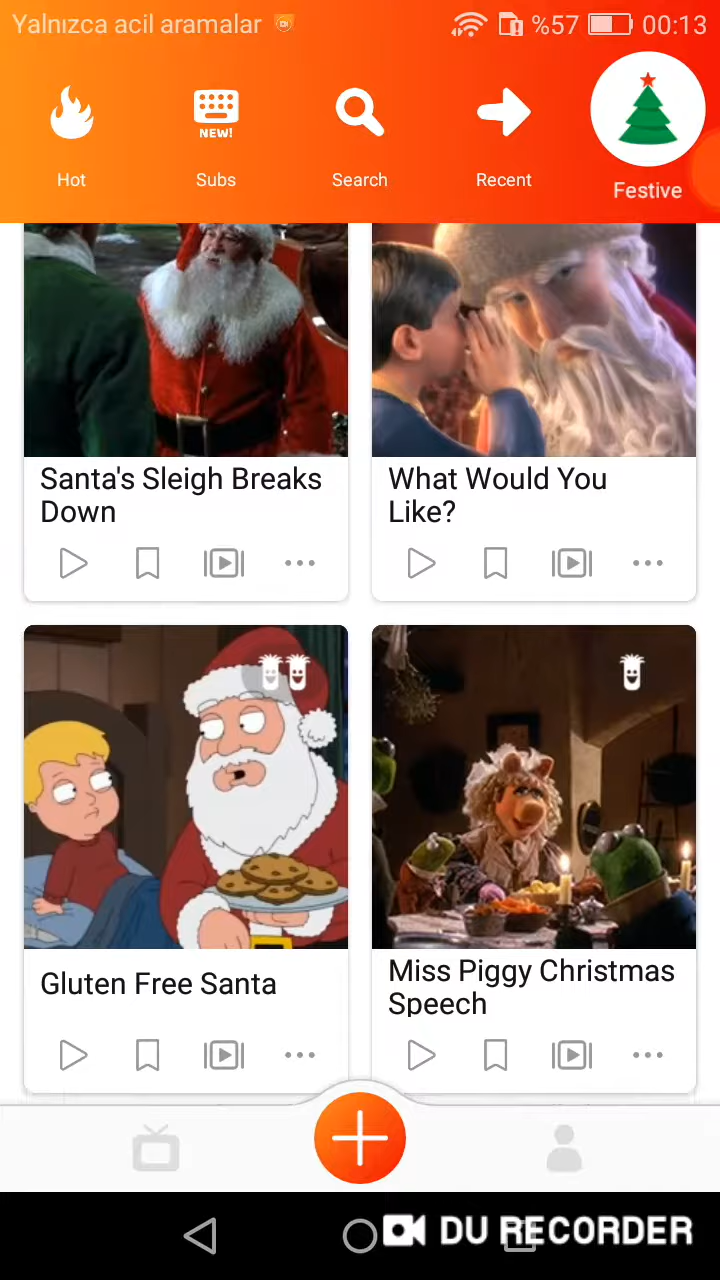 Yalnızca acil aramalar
%57
00:13
NEW!
Hot
Subs
Search
Recent
Festive
Santa's Sleigh Breaks
Down
What Would You
Like?
Gluten Free Santa
Miss Piggy Christmas
Speech
DU RECORDER